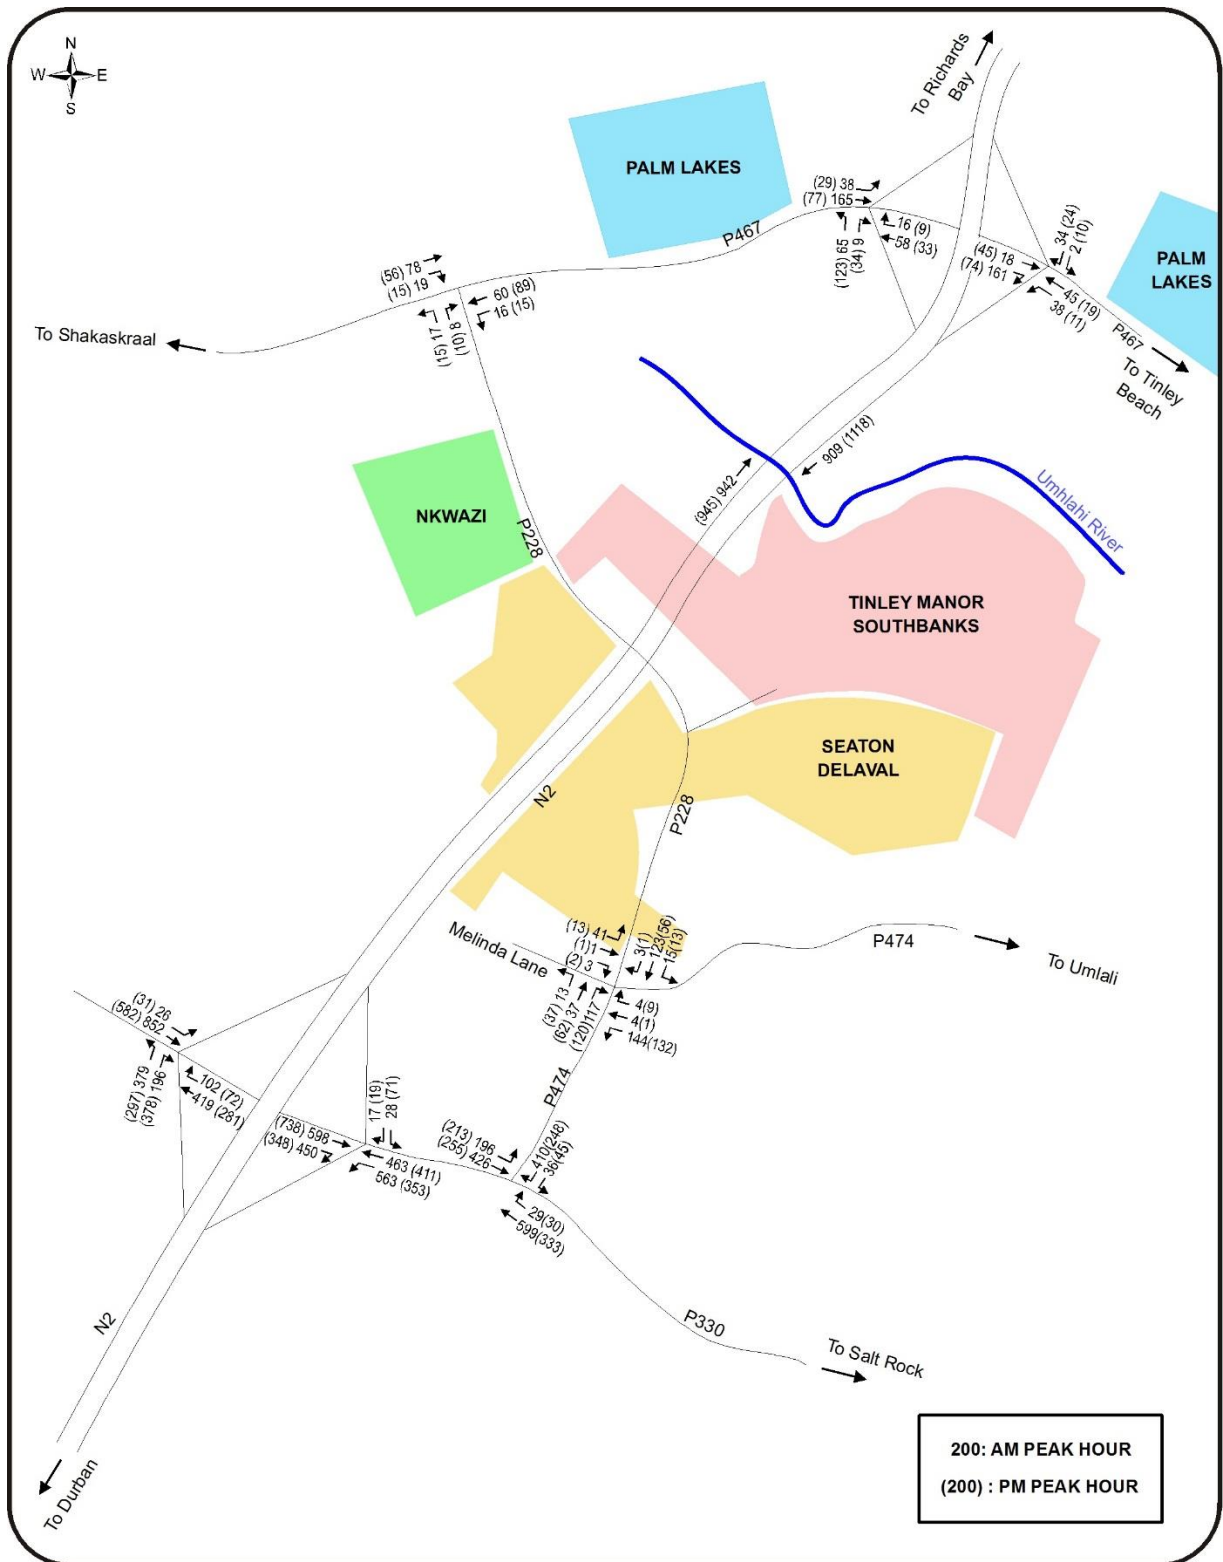 N
W E
S
To Richards
Bay
PALM LAKES
(29) 38
(77) 165
P467
16 (9)
58 (33)
(123) 65
(34) 9
34 (24)
2 (10)
(45) 18
(74) 161
45 (19)
38 (11)
PALM
LAKES
P467
To Tinley
Beach
(56) 78
(15) 19
60 (89)
16 (15)
(15) 17
(10) 8
To Shakaskraal
909 (1118)
(945) 942
Umhlahi River
NKWAZI
P228
TINLEY MANOR
SOUTHBANKS
SEATON
DELAVAL
N2
P228
(13) 41
(1)1
(2) 3
3(1)
123(56)
15(13)
Melinda Lane
P474
To Umlali
(37) 13
(62) 37
(120)117
4(9)
4(1)
144(132)
(31) 26
(582) 852
(297) 379
(378) 196
102 (72)
419 (281)
17 (19)
28 (71)
P474
(738) 598
(348) 450
463 (411)
563 (353)
(213) 196
(255) 426
410(248)
36(45)
29(30)
599(333)
N2
P330
To Salt Rock
To Durban
200: AM PEAK HOUR
(200) : PM PEAK HOUR